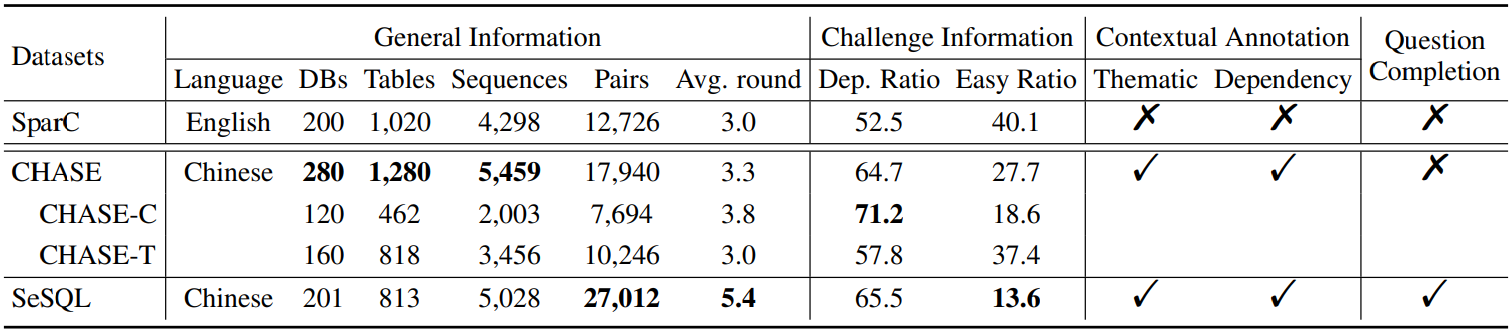 Datasets General Information Challenge Information Contextual Annotation Question Completion
Language DBs Tables Sequences Pairs Avg. round Dep. Ratio Easy Ratio Thematic Dependency
SparC English 200 1,020 4,298 12,726 3.0 52.5 40.1 ✗ ✗ ✗
CHASE Chinese 280 1,280 5,459 17,940 3.3 64.7 27.7 ✓ ✓ ✗
CHASE-C 120 462 2,003 7,694 3.8 71.2 18.6
CHASE-T 160 818 3,456 10,246 3.0 57.8 37.4
SeSQL Chinese 201 813 5,028 27,012 5.4 65.5 13.6 ✓ ✓ ✓